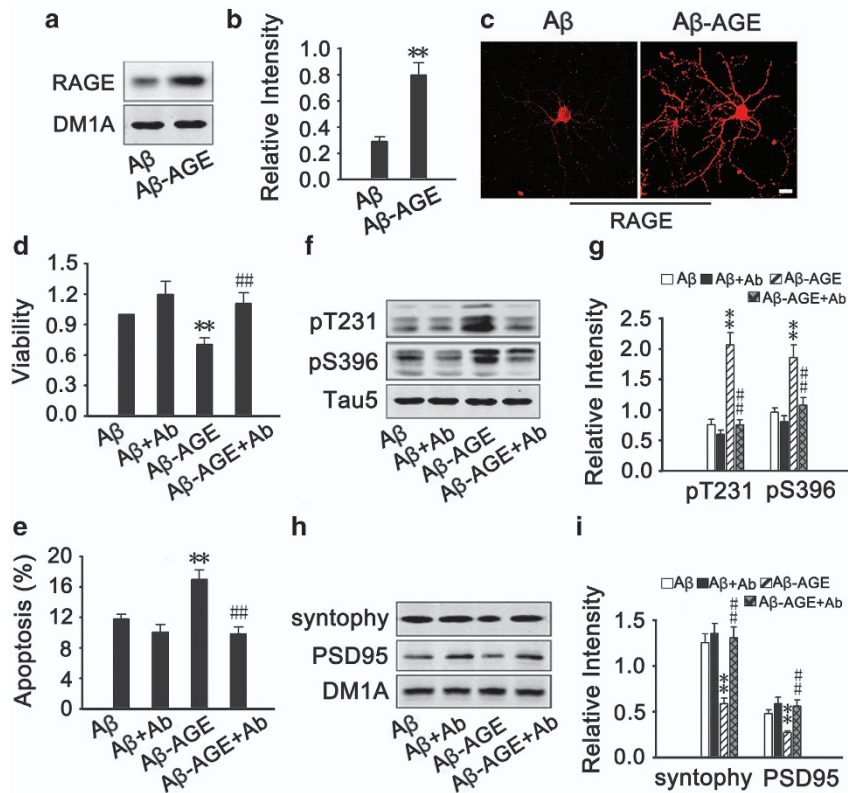 a
RAGE
DM1A
Aβ
Aβ-AGE
b
Relative Intensity
1.0
0.8
0.6
0.4
0.2
0.0
**
Aβ
Aβ-AGE
c
Aβ
Aβ-AGE
RAGE
d
Viability
1.5
1.2
0.9
0.6
0.3
0.0
**
##
Aβ
Aβ+Ab
Aβ-AGE
Aβ-AGE+Ab
f
pT231
pS396
Tau5
Aβ
Aβ+Ab
Aβ-AGE
Aβ-AGE+Ab
g
Aβ Aβ+Ab Aβ-AGE
Aβ-AGE+Ab
Relative Intensity
2.5
2.0
1.5
1.0
0.5
0.0
**
##
**
##
pT231 pS396
e
Apoptosis (%)
20
16
12
8
4
0
**
##
Aβ
Aβ+Ab
Aβ-AGE
Aβ-AGE+Ab
h
syntophy
PSD95
DM1A
Aβ
Aβ+Ab
Aβ-AGE
Aβ-AGE+Ab
i
Aβ Aβ+Ab Aβ-AGE
Aβ-AGE+Ab
Relative Intensity
1.5
1.0
0.5
0.0
**
##
**
##
syntophy PSD95